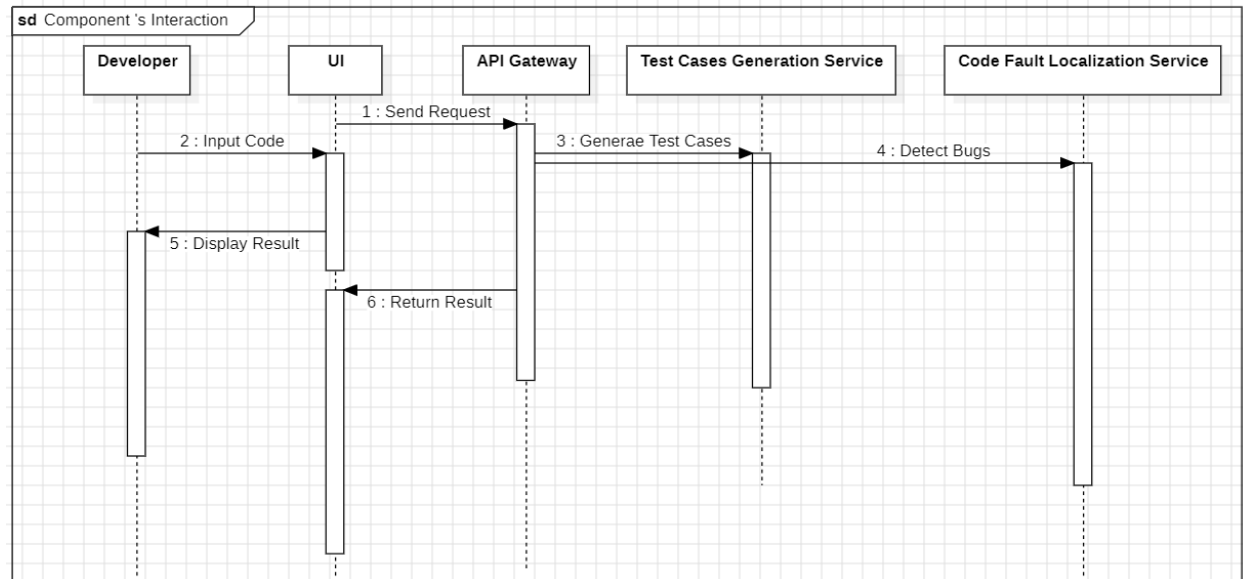 sd Component 's Interaction
Developer
UI
API Gateway
Test Cases Generation Service
Code Fault Localization Service
1 : Send Request
2 : Input Code
3 : Generae Test Cases
4 : Detect Bugs
5 : Display Result
6 : Return Result